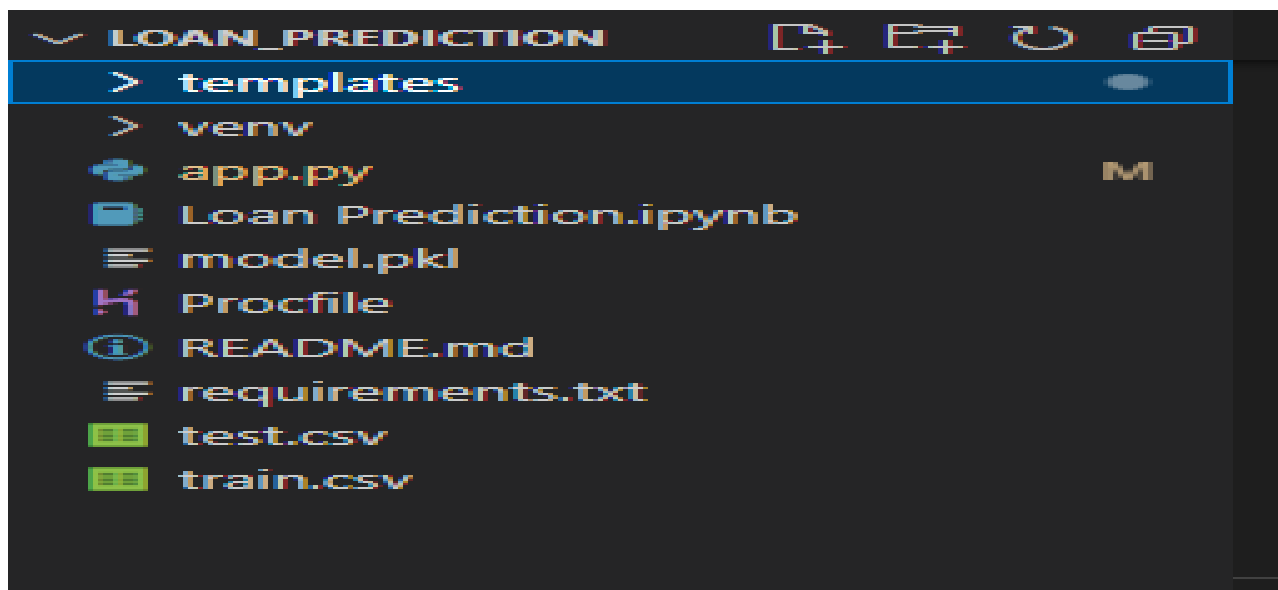 LOAN_PREDICTION
templates
venv
app.py M
Loan Prediction.ipynb
model.pkl
Procfile
README.md
requirements.txt
test.csv
train.csv